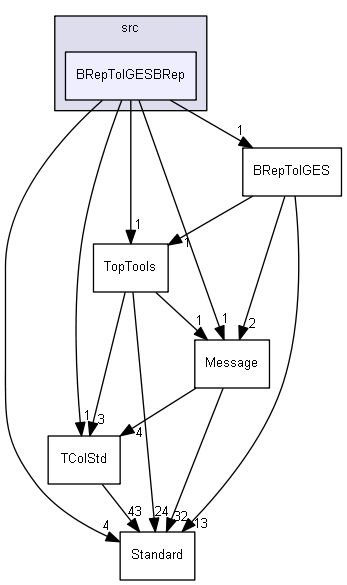 src
BRepToIGESBRep
1
BRepToIGES
1
1
TopTools
1
1
2
Message
1
3
4
TColStd
43
24
32
13
4
Standard